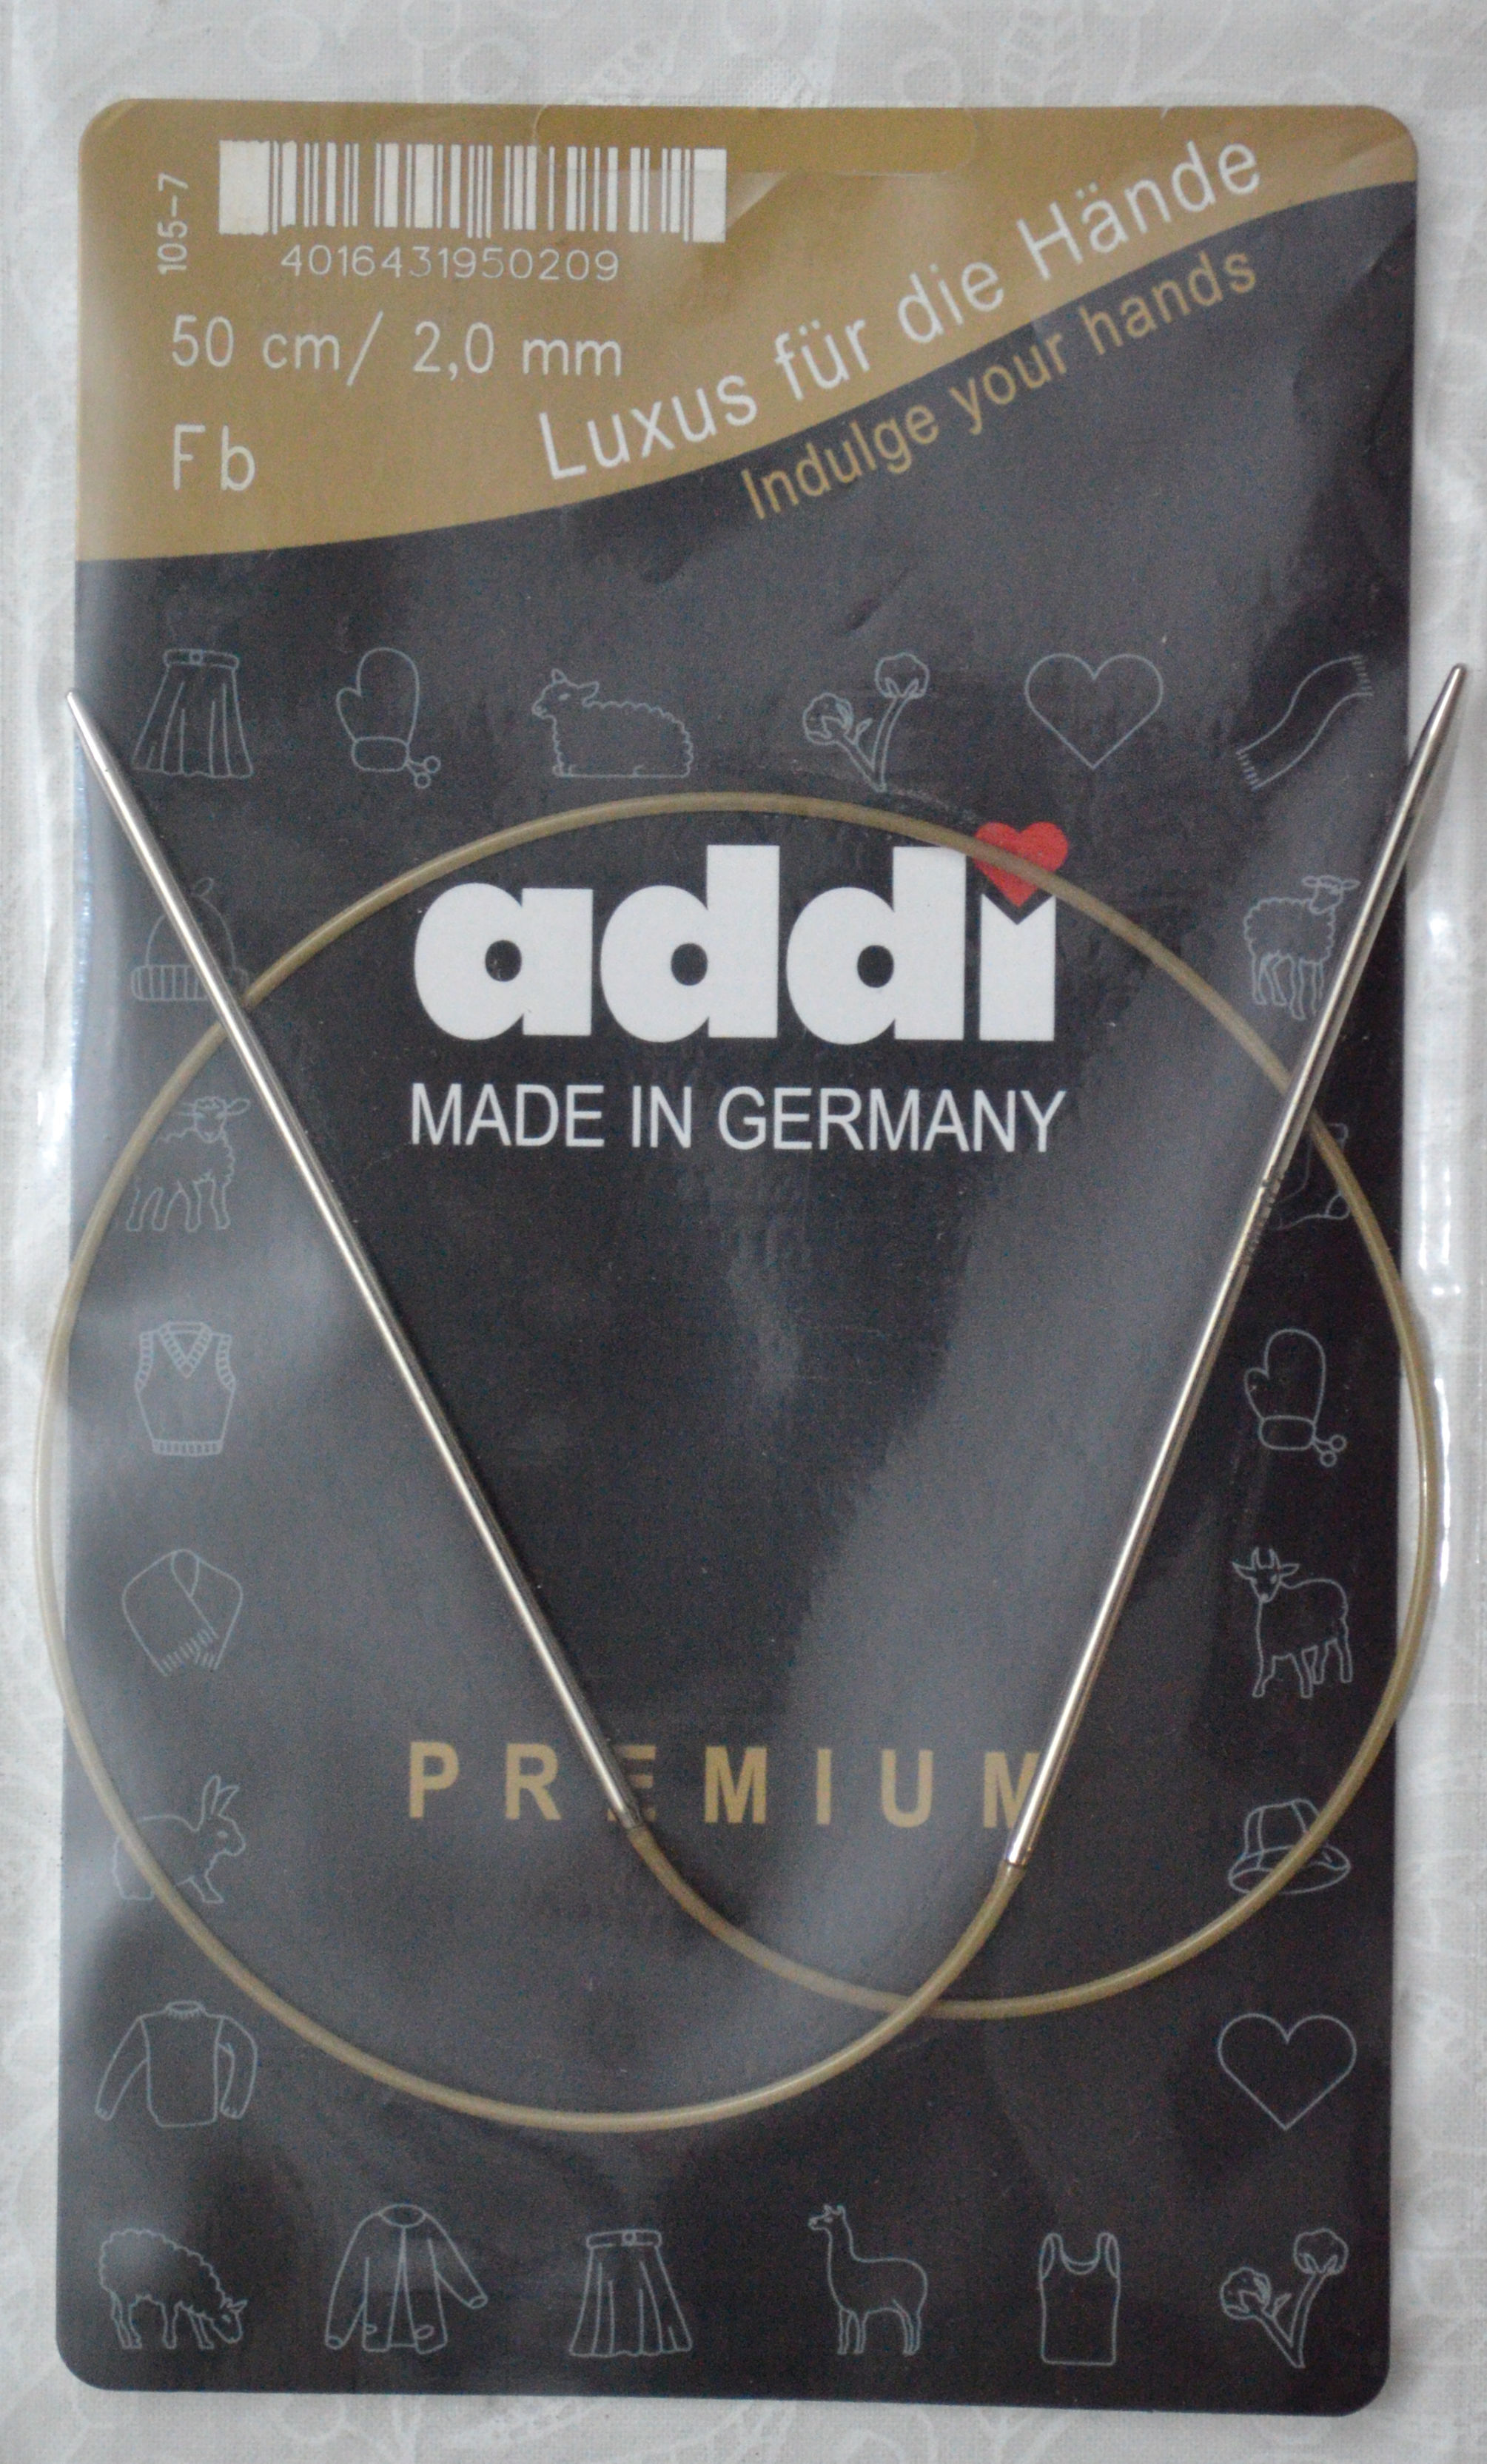 105-7
4016431950209
50 cm/ 2,0 mm
Fb
Luxus für die Hände
Indulge your hands
addi
MADE IN GERMANY
PREMIUM